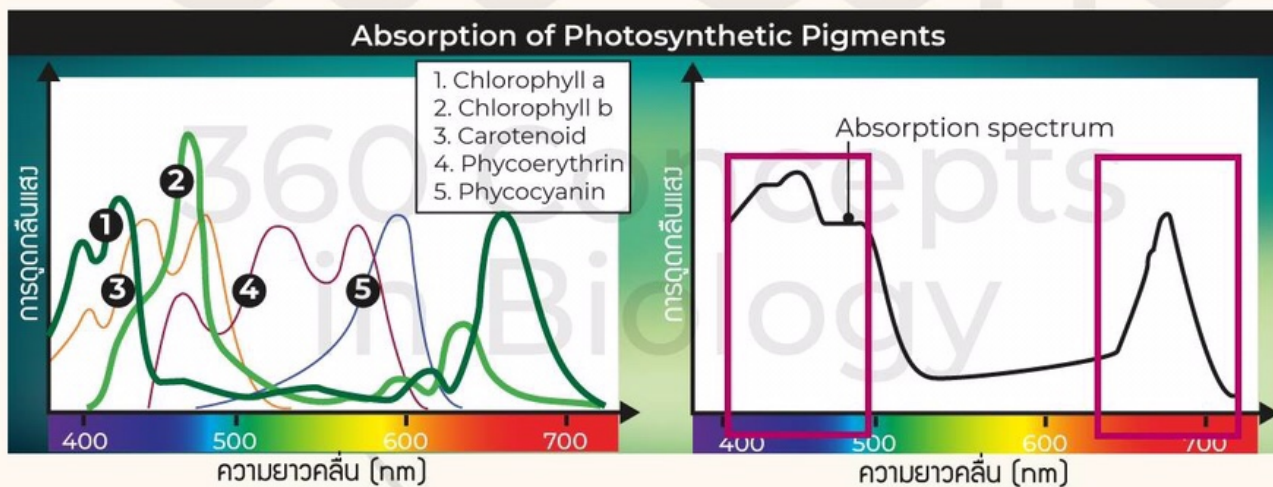 Absorption of Photosynthetic Pigments
1. Chlorophyll a
2. Chlorophyll b
3. Carotenoid
4. Phycoerythrin
5. Phycocyanin
การดูดกลืนแสง
1
2
3
4
5
400 500 600 700
ความยาวคลื่น (nm)
Absorption spectrum
การดูดกลืนแสง
400 500 600 700
ความยาวคลื่น (nm)
360 Concepts
in Biology